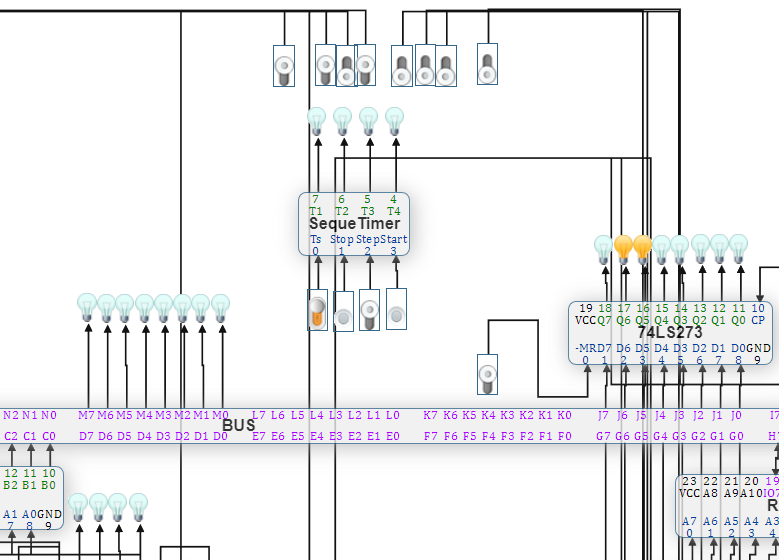 7 6 5 4
T1 T2 T3 T4
SequeTimer
Ts Stop Step Start
0 1 2 3
19 18 17 16 15 14 13 12 11 10
VCC Q7 Q6 Q5 Q4 Q3 Q2 Q1 Q0 CP
74LS273
-MR D7 D6 D5 D4 D3 D2 D1 D0 GND
0 1 2 3 4 5 6 7 8 9
N2 N1 N0 M7 M6 M5 M4 M3 M2 M1 M0 L7 L6 L5 L4 L3 L2 L1 L0 K7 K6 K5 K4 K3 K2 K1 K0 J7 J6 J5 J4 J3 J2 J1 J0 I7
BUS
C2 C1 C0 D7 D6 D5 D4 D3 D2 D1 D0 E7 E6 E5 E4 E3 E2 E1 E0 F7 F6 F5 F4 F3 F2 F1 F0 G7 G6 G5 G4 G3 G2 G1 G0
12 11 10
B2 B1 B0
A1 A0 GND
7 8 9
23 22 21 20 19
VCC A8 A9 A10 IO7
R
A7 A6 A5 A4 A3
0 1 2 3 4